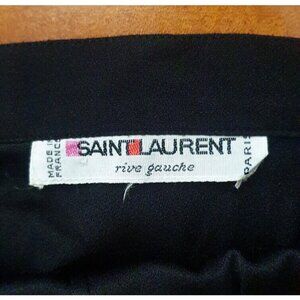 MADE IN
FRANCE
SAINT LAURENT
rive gauche
PARIS